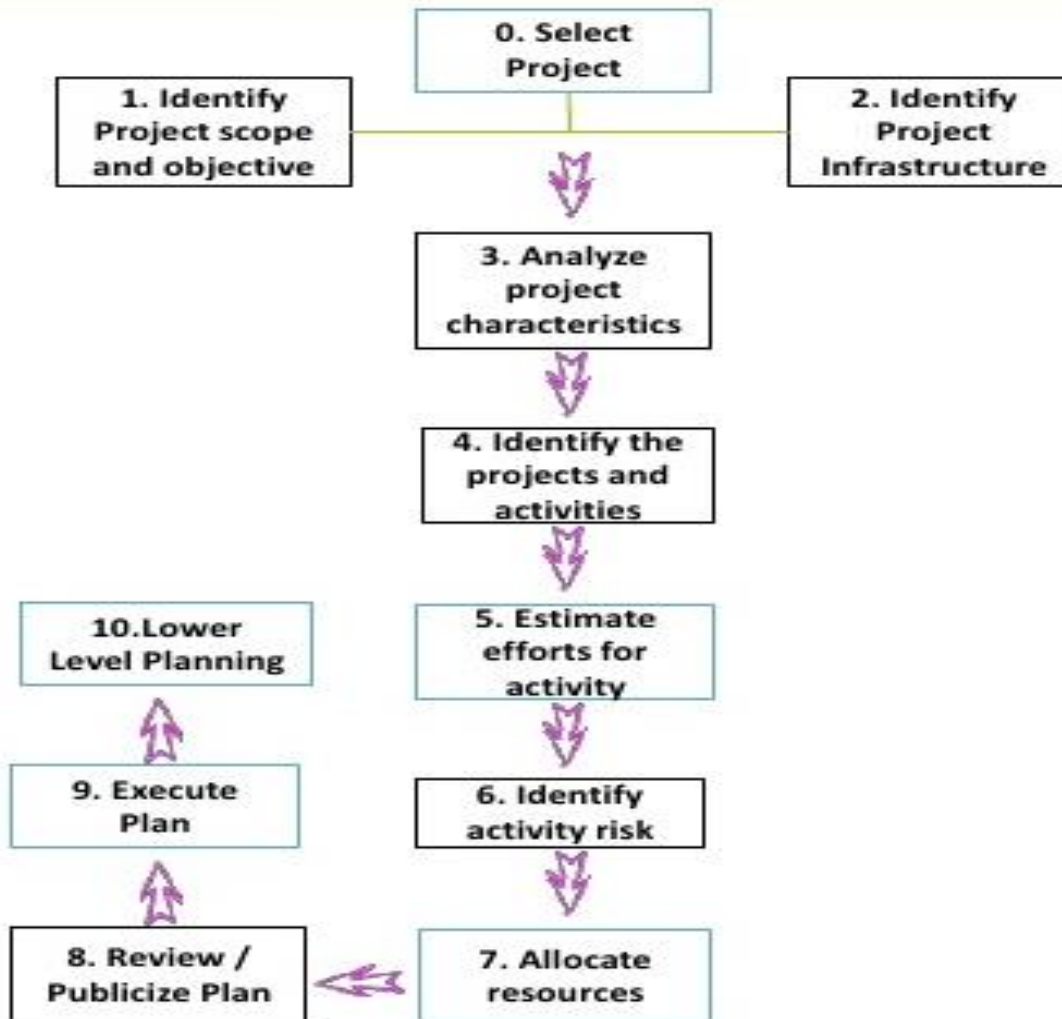 0. Select
Project
1. Identify
Project scope
and objective
2. Identify
Project
Infrastructure
3. Analyze
project
characteristics
4. Identify the
projects and
activities
5. Estimate
efforts for
activity
6. Identify
activity risk
7. Allocate
resources
8. Review /
Publicize Plan
9. Execute
Plan
10.Lower
Level Planning